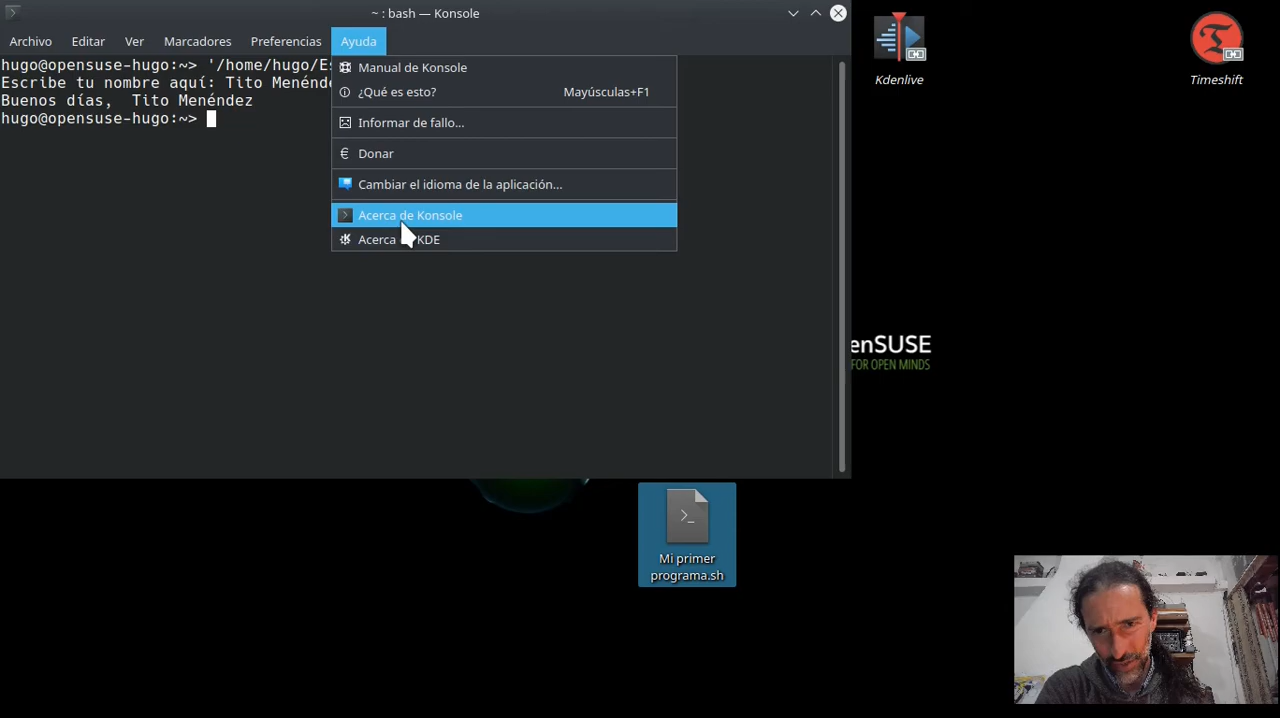 ~ : bash — Konsole
Archivo Editar Ver Marcadores Preferencias Ayuda
hugo@opensuse-hugo:~> '/home/hugo/Es
Escribe tu nombre aquí: Tito Menénde
Buenos días,  Tito Menéndez
hugo@opensuse-hugo:~>
Manual de Konsole
¿Qué es esto? Mayúsculas+F1
Informar de fallo...
Donar
Cambiar el idioma de la aplicación...
Acerca de Konsole
Acerca KDE
Kdenlive
Timeshift
enSUSE
FOR OPEN MINDS
Mi primer
programa.sh